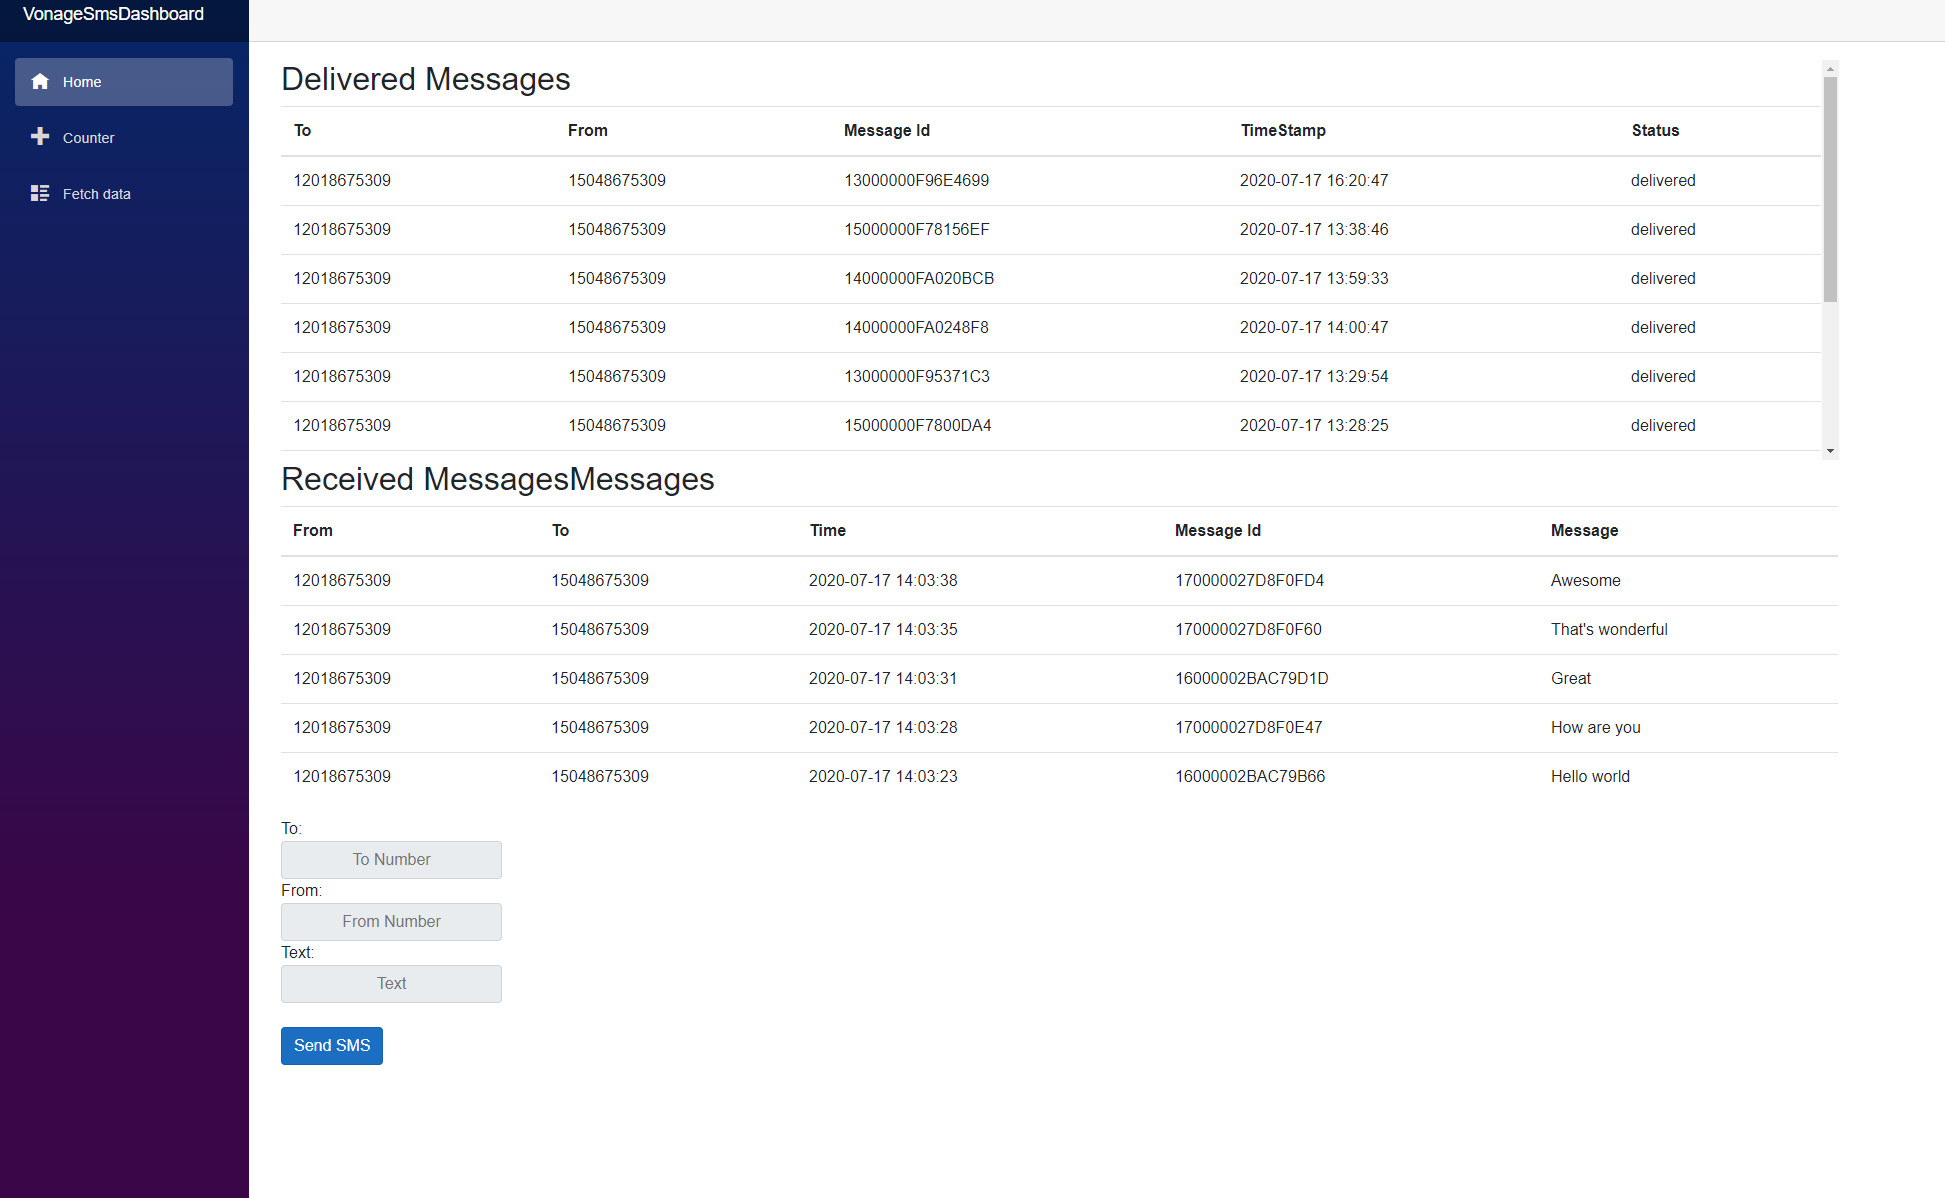 VonageSmsDashboard
Home
Counter
Fetch data
Delivered Messages
To From Message Id TimeStamp Status
12018675309 15048675309 13000000F96E4699 2020-07-17 16:20:47 delivered
12018675309 15048675309 15000000F78156EF 2020-07-17 13:38:46 delivered
12018675309 15048675309 14000000FA020BCB 2020-07-17 13:59:33 delivered
12018675309 15048675309 14000000FA0248F8 2020-07-17 14:00:47 delivered
12018675309 15048675309 13000000F95371C3 2020-07-17 13:29:54 delivered
12018675309 15048675309 15000000F7800DA4 2020-07-17 13:28:25 delivered
Received MessagesMessages
From To Time Message Id Message
12018675309 15048675309 2020-07-17 14:03:38 170000027D8F0FD4 Awesome
12018675309 15048675309 2020-07-17 14:03:35 170000027D8F0F60 That's wonderful
12018675309 15048675309 2020-07-17 14:03:31 16000002BAC79D1D Great
12018675309 15048675309 2020-07-17 14:03:28 170000027D8F0E47 How are you
12018675309 15048675309 2020-07-17 14:03:23 16000002BAC79B66 Hello world
To:
To Number
From:
From Number
Text:
Text
Send SMS